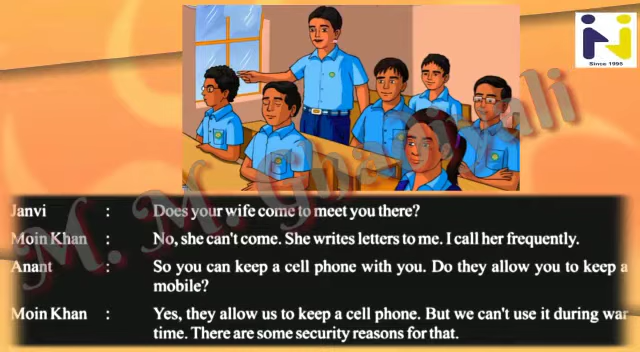 Since 1995
Janvi : Does your wife come to meet you there?
Moin Khan : No, she can't come. She writes letters to me. I call her frequently.
Anant : So you can keep a cell phone with you. Do they allow you to keep a
mobile?
Moin Khan : Yes, they allow us to keep a cell phone. But we can't use it during war
time. There are some security reasons for that.
M. M.